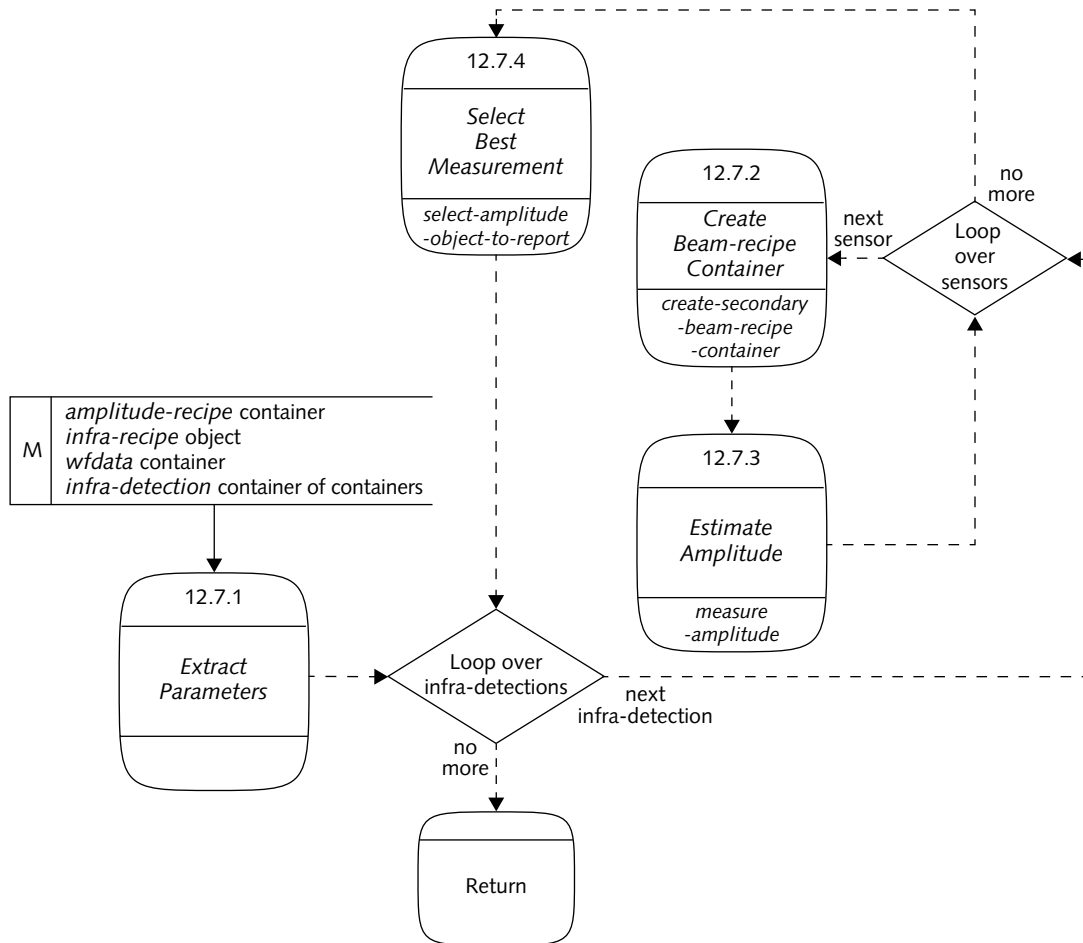 12.7.4
Select
Best
Measurement
select-amplitude
-object-to-report
12.7.2
Create
Beam-recipe
Container
create-secondary
-beam-recipe
-container
next
sensor
no
more
Loop
over
sensors
M
amplitude-recipe container
infra-recipe object
wfdata container
infra-detection container of containers
12.7.3
Estimate
Amplitude
measure
-amplitude
12.7.1
Extract
Parameters
Loop over
infra-detections
next
infra-detection
no
more
Return